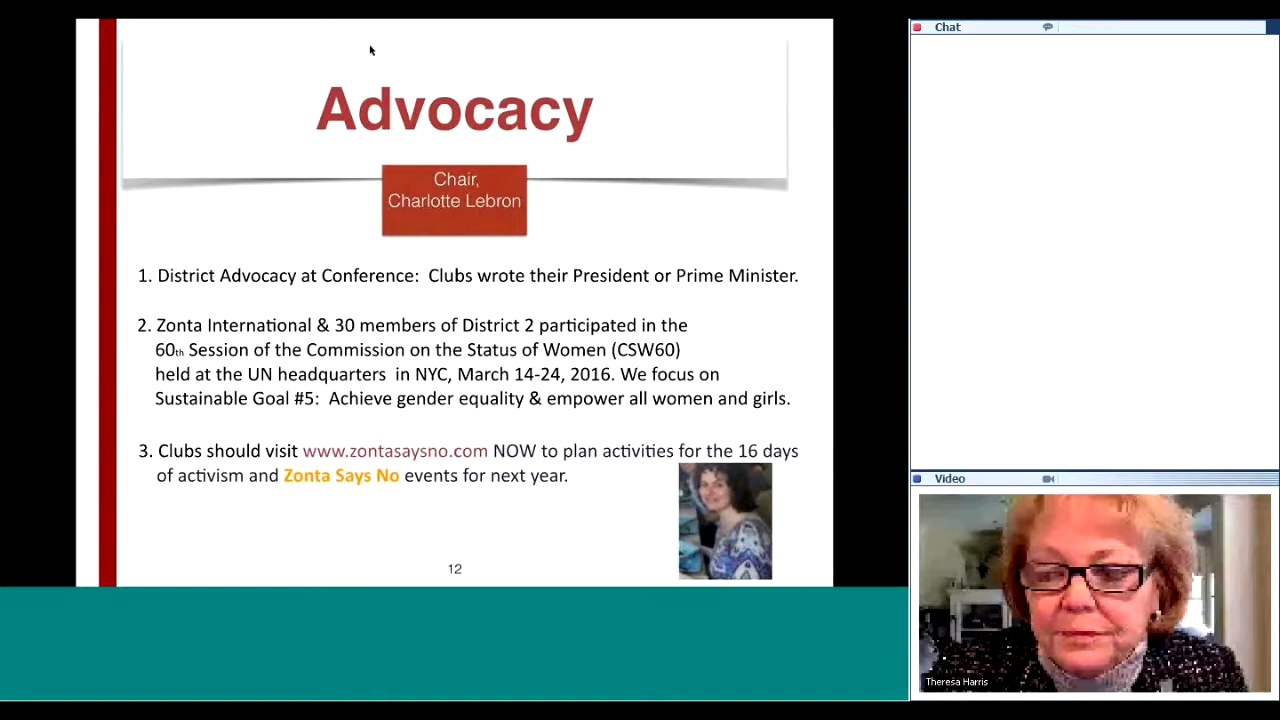 Advocacy
Chair,
Charlotte Lebron
1. District Advocacy at Conference: Clubs wrote their President or Prime Minister.
2. Zonta International & 30 members of District 2 participated in the
60th Session of the Commission on the Status of Women (CSW60)
held at the UN headquarters in NYC, March 14-24, 2016. We focus on
Sustainable Goal #5: Achieve gender equality & empower all women and girls.
3. Clubs should visit www.zontasaysno.com NOW to plan activities for the 16 days
of activism and Zonta Says No events for next year.
12
Chat
Video
Theresa Harris